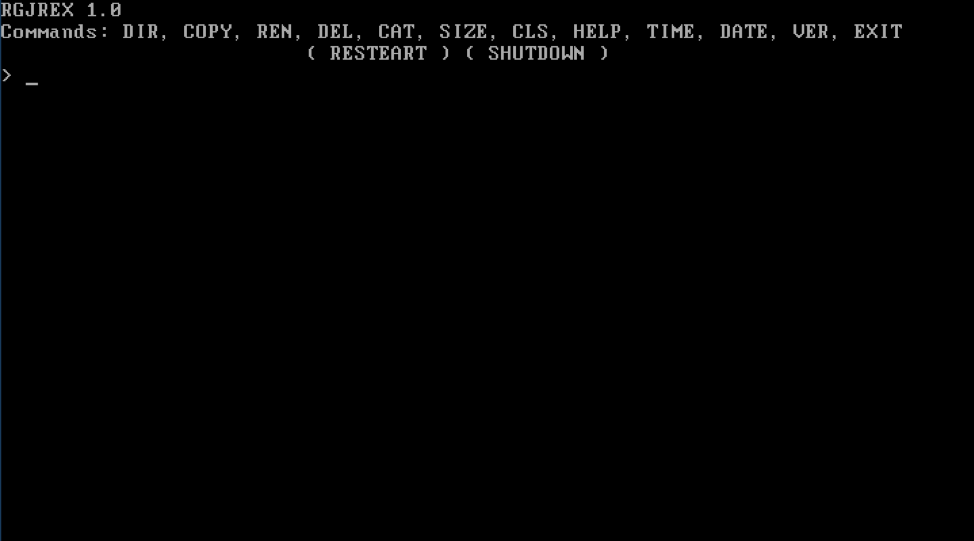 RGJREX 1.0
Commands: DIR, COPY, REN, DEL, CAT, SIZE, CLS, HELP, TIME, DATE, VER, EXIT
( RESTEART ) ( SHUTDOWN )
> _